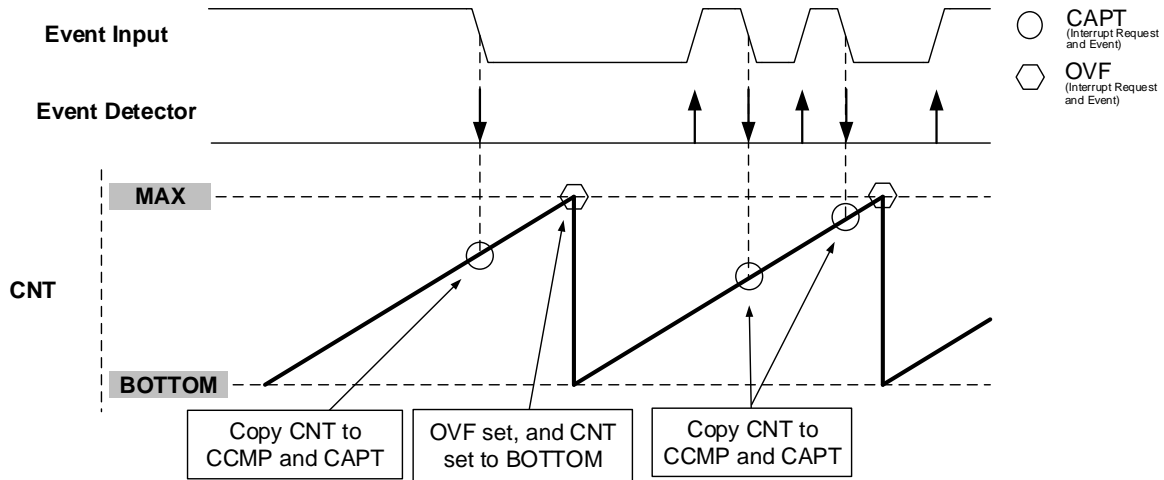 Event Input
CAPT
(Interrupt Request
and Event)
OVF
(Interrupt Request
and Event)
Event Detector
MAX
CNT
BOTTOM
Copy CNT to
CCMP and CAPT
OVF set, and CNT
set to BOTTOM
Copy CNT to
CCMP and CAPT